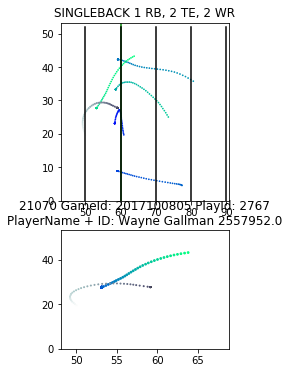 SINGLEBACK 1 RB, 2 TE, 2 WR
50
40
30
20
10
0
50 60 70 80 90
21070 GameId: 2017100805 PlayId: 2767
PlayerName + ID: Wayne Gallman 2557952.0
40
20
0
50 55 60 65